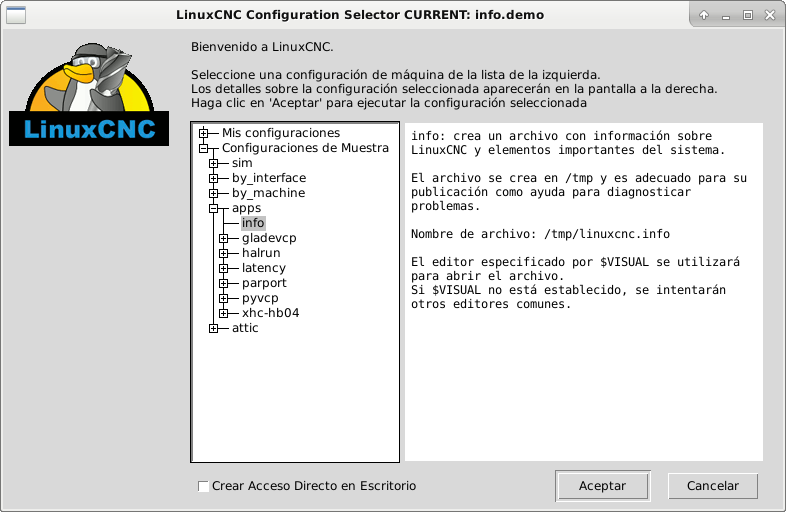 LinuxCNC Configuration Selector CURRENT: info.demo
LinuxCNC
Bienvenido a LinuxCNC.
Seleccione una configuración de máquina de la lista de la izquierda.
Los detalles sobre la configuración seleccionada aparecerán en la pantalla a la derecha.
Haga clic en 'Aceptar' para ejecutar la configuración seleccionada
Mis configuraciones
Configuraciones de Muestra
sim
by_interface
by_machine
apps
info
gladevcp
halrun
latency
parport
pyvcp
xhc-hb04
attic
info: crea un archivo con información sobre
LinuxCNC y elementos importantes del sistema.
El archivo se crea en /tmp y es adecuado para su
publicación como ayuda para diagnosticar
problemas.
Nombre de archivo: /tmp/linuxcnc.info
El editor especificado por $VISUAL se utilizará
para abrir el archivo.
Si $VISUAL no está establecido, se intentarán
otros editores comunes.
Crear Acceso Directo en Escritorio
Aceptar
Cancelar